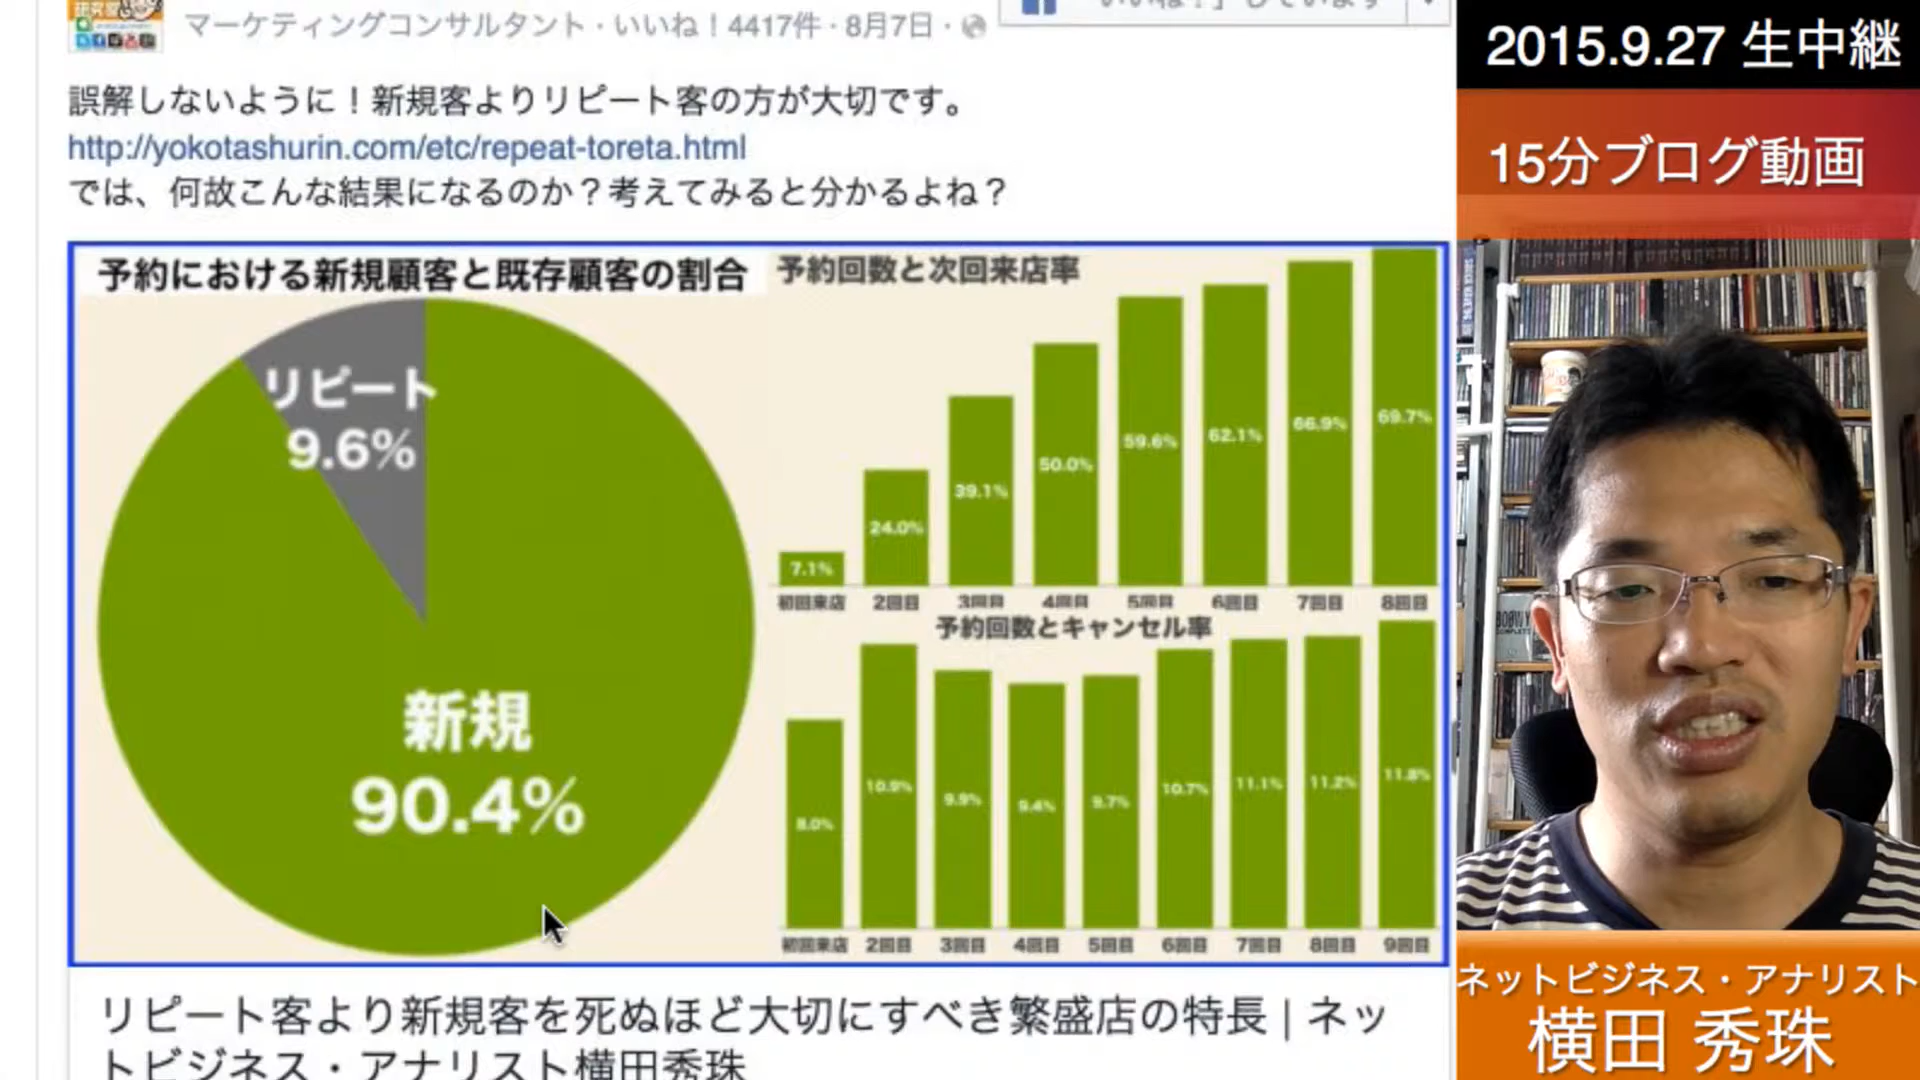 マーケティングコンサルタント・いいね！4417件・8月7日・
誤解しないように！新規客よりリピート客の方が大切です。
http://yokotashurin.com/etc/repeat-toreta.html
では、何故こんな結果になるのか？考えてみると分かるよね？
予約における新規顧客と既存顧客の割合
リピート
9.6%
新規
90.4%
予約回数と次回来店率
7.1% 24.0% 39.1% 50.0% 59.6% 62.1% 66.9% 69.7%
初回来店 2回目 3回目 4回目 5回目 6回目 7回目 8回目
予約回数とキャンセル率
8.0% 10.9% 9.9% 9.4% 9.7% 10.7% 11.1% 11.2% 11.8%
初回来店 2回目 3回目 4回目 5回目 6回目 7回目 8回目 9回目
リピート客より新規客を死ぬほど大切にすべき繁盛店の特長 | ネッ
トビジネス・アナリスト横田秀珠
2015.9.27 生中継
15分ブログ動画
BOØWY
ネットビジネス・アナリスト
横田 秀珠